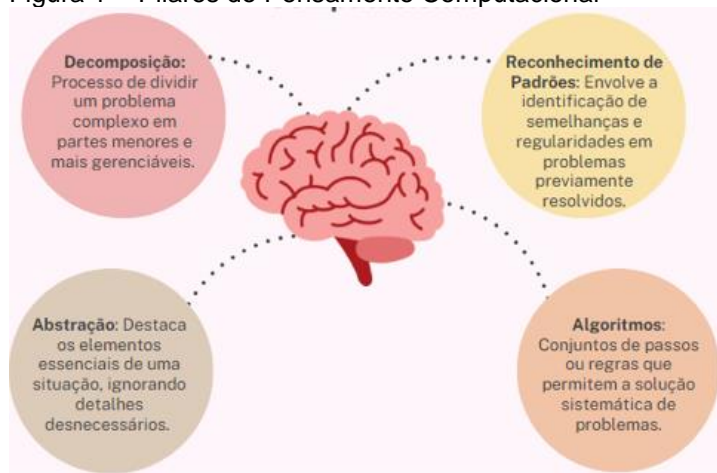 Decomposição:
Processo de dividir
um problema
complexo em
partes menores e
mais gerenciáveis.
Reconhecimento de
Padrões: Envolve a
identificação de
semelhanças e
regularidades em
problemas
previamente
resolvidos.
Abstração: Destaca
os elementos
essenciais de uma
situação, ignorando
detalhes
desnecessários.
Algoritmos:
Conjuntos de passos
ou regras que
permitem a solução
sistemática de
problemas.